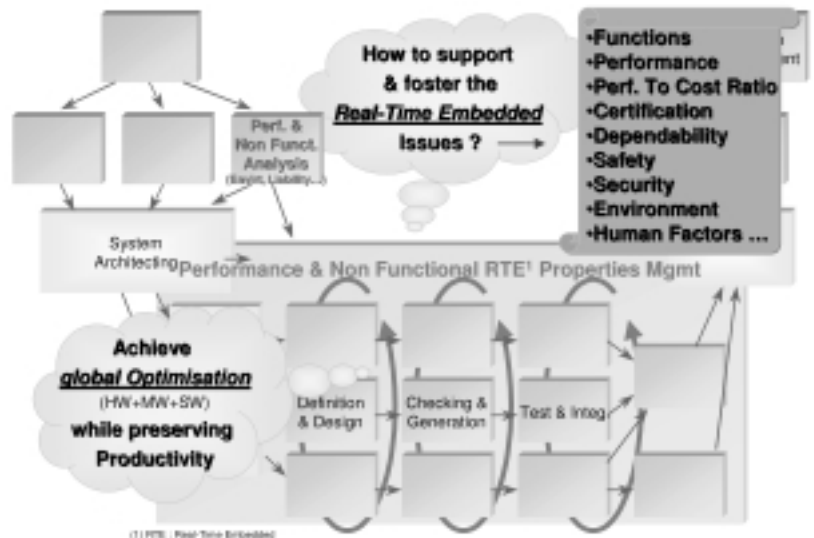 How to support
& foster the
Real-Time Embedded
Issues ?
•Functions
•Performance
•Perf. To Cost Ratio
•Certification
•Dependability
•Safety
•Security
•Environment
•Human Factors ...
Perf. &
Non Funct.
Analysis
System
Architecting
Performance & Non Functional RTE¹ Properties Mgmt
Achieve
global Optimisation
(HW+MW+SW)
while preserving
Productivity
Definition
& Design
Checking &
Generation
Test & Integ
(1) RTE : Real-Time Embedded